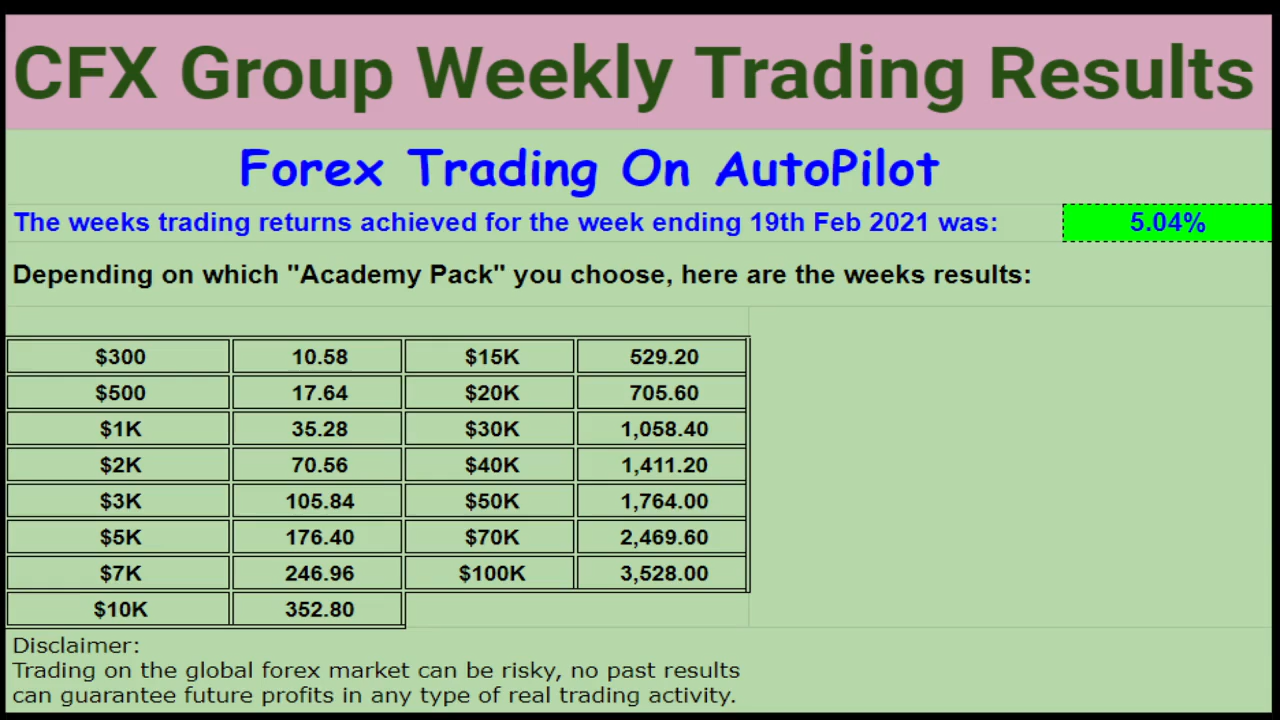 CFX Group Weekly Trading Results
Forex Trading On AutoPilot
The weeks trading returns achieved for the week ending 19th Feb 2021 was: 5.04%
Depending on which "Academy Pack" you choose, here are the weeks results:
$300 10.58 $15K 529.20
$500 17.64 $20K 705.60
$1K 35.28 $30K 1,058.40
$2K 70.56 $40K 1,411.20
$3K 105.84 $50K 1,764.00
$5K 176.40 $70K 2,469.60
$7K 246.96 $100K 3,528.00
$10K 352.80
Disclaimer:
Trading on the global forex market can be risky, no past results
can guarantee future profits in any type of real trading activity.